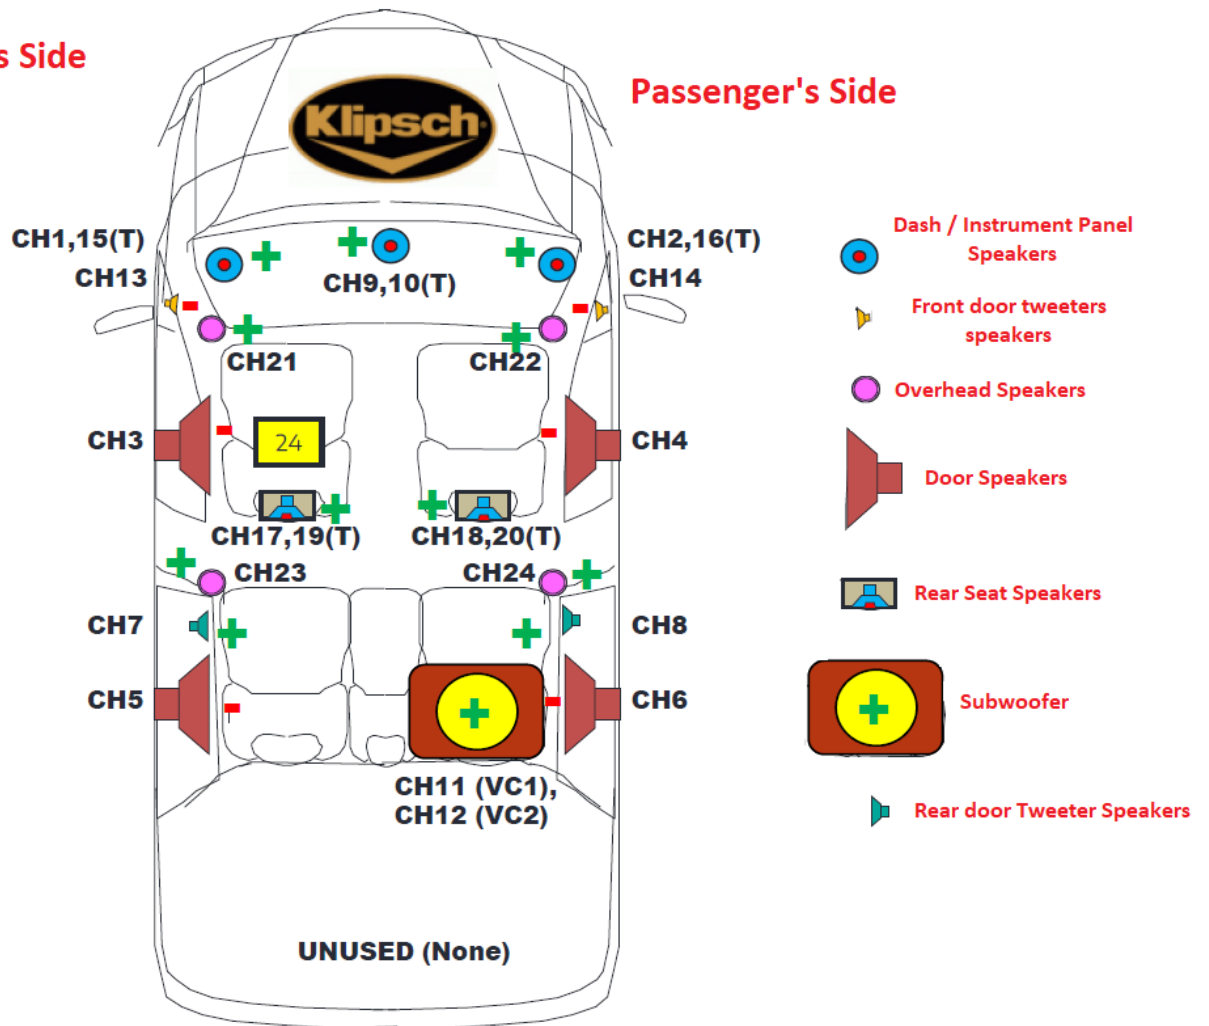 s Side
Klipsch
Passenger's Side
CH1,15(T)
CH13
CH9,10(T)
CH2,16(T)
CH14
CH21
CH22
CH3
24
CH4
CH17,19(T)
CH18,20(T)
CH23
CH24
CH7
CH8
CH5
CH6
CH11 (VC1),
CH12 (VC2)
UNUSED (None)
Dash / Instrument Panel
Speakers
Front door tweeters
speakers
Overhead Speakers
Door Speakers
Rear Seat Speakers
Subwoofer
Rear door Tweeter Speakers